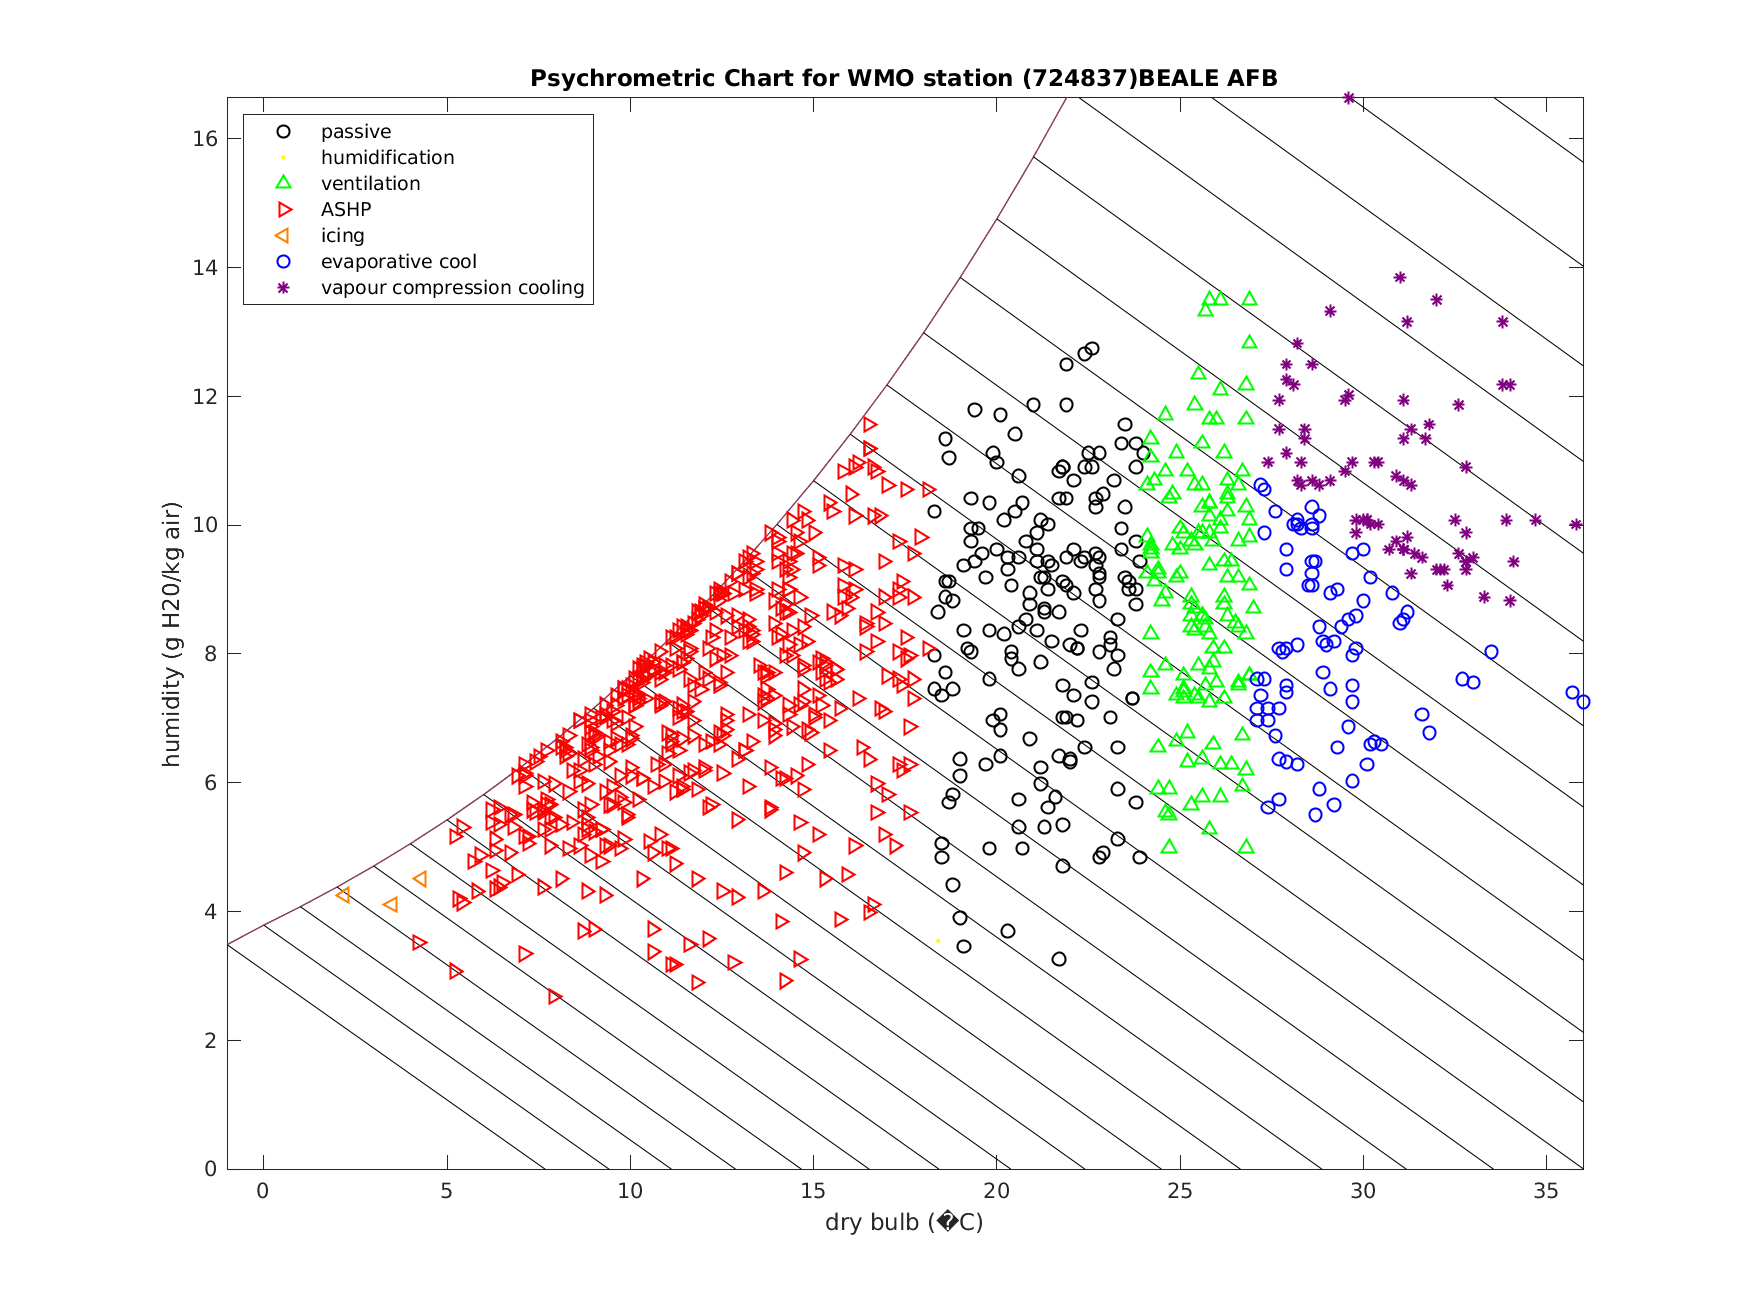 Psychrometric Chart for WMO station (724837)BEALE AFB
passive
humidification
ventilation
ASHP
icing
evaporative cool
vapour compression cooling
humidity (g H20/kg air)
16
14
12
10
8
6
4
2
0
0 5 10 15 20 25 30 35
dry bulb (�C)